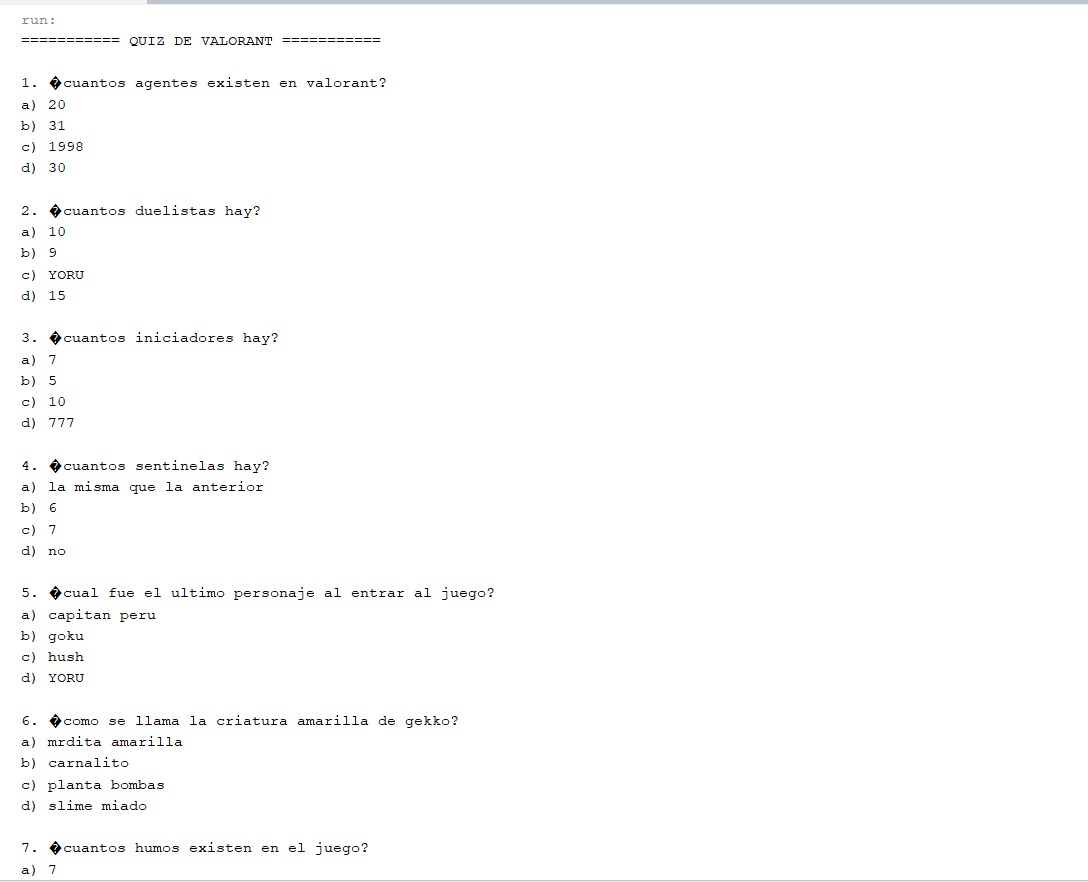 run:
=========== QUIZ DE VALORANT ===========
1. �cuantos agentes existen en valorant?
a) 20
b) 31
c) 1998
d) 30
2. �cuantos duelistas hay?
a) 10
b) 9
c) YORU
d) 15
3. �cuantos iniciadores hay?
a) 7
b) 5
c) 10
d) 777
4. �cuantos sentinelas hay?
a) la misma que la anterior
b) 6
c) 7
d) no
5. �cual fue el ultimo personaje al entrar al juego?
a) capitan peru
b) goku
c) hush
d) YORU
6. �como se llama la criatura amarilla de gekko?
a) mrdita amarilla
b) carnalito
c) planta bombas
d) slime miado
7. �cuantos humos existen en el juego?
a) 7